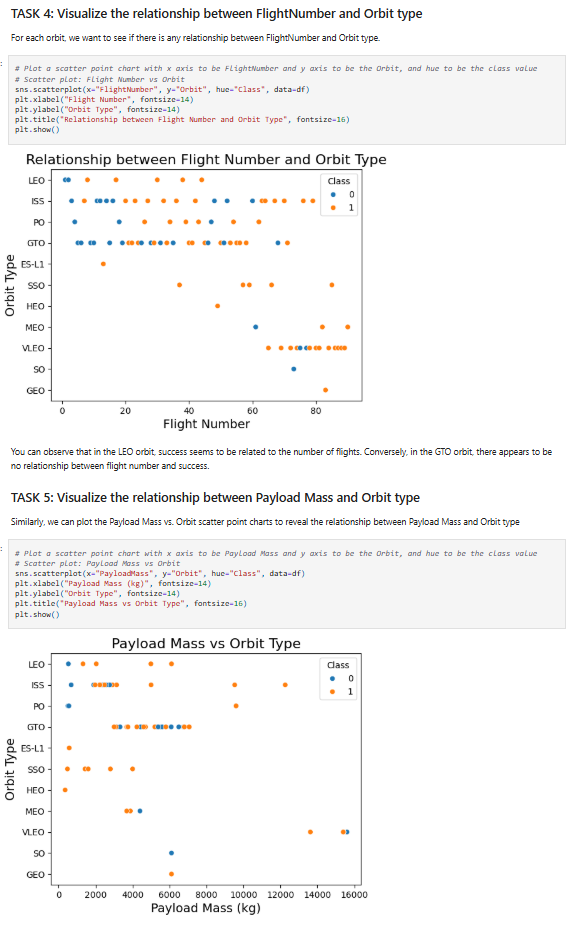 TASK 4: Visualize the relationship between FlightNumber and Orbit type
For each orbit, we want to see if there is any relationship between FlightNumber and Orbit type.
:
# Plot a scatter point chart with x axis to be FlightNumber and y axis to be the Orbit, and hue to be the class value
# Scatter plot: Flight Number vs Orbit
sns.scatterplot(x="FlightNumber", y="Orbit", hue="Class", data=df)
plt.xlabel("Flight Number", fontsize=14)
plt.ylabel("Orbit Type", fontsize=14)
plt.title("Relationship between Flight Number and Orbit Type", fontsize=16)
plt.show()
Relationship between Flight Number and Orbit Type
Orbit Type
LEO
ISS
PO
GTO
ES-L1
SSO
HEO
MEO
VLEO
SO
GEO
Class
0
1
0 20 40 60 80
Flight Number
You can observe that in the LEO orbit, success seems to be related to the number of flights. Conversely, in the GTO orbit, there appears to be
no relationship between flight number and success.
TASK 5: Visualize the relationship between Payload Mass and Orbit type
Similarly, we can plot the Payload Mass vs. Orbit scatter point charts to reveal the relationship between Payload Mass and Orbit type
:
# Plot a scatter point chart with x axis to be Payload Mass and y axis to be the Orbit, and hue to be the class value
# Scatter plot: Payload Mass vs Orbit
sns.scatterplot(x="PayloadMass", y="Orbit", hue="Class", data=df)
plt.xlabel("Payload Mass (kg)", fontsize=14)
plt.ylabel("Orbit Type", fontsize=14)
plt.title("Payload Mass vs Orbit Type", fontsize=16)
plt.show()
Payload Mass vs Orbit Type
Orbit Type
LEO
ISS
PO
GTO
ES-L1
SSO
HEO
MEO
VLEO
SO
GEO
Class
0
1
0 2000 4000 6000 8000 10000 12000 14000 16000
Payload Mass (kg)